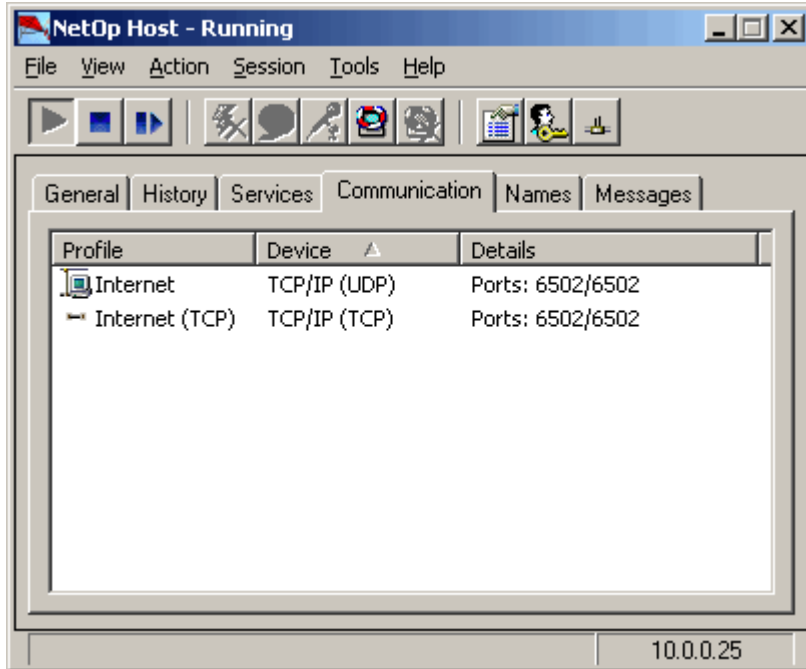 NetOp Host - Running
File View Action Session Tools Help
General History Services Communication Names Messages
Profile Device Details
Internet TCP/IP (UDP) Ports: 6502/6502
Internet (TCP) TCP/IP (TCP) Ports: 6502/6502
10.0.0.25